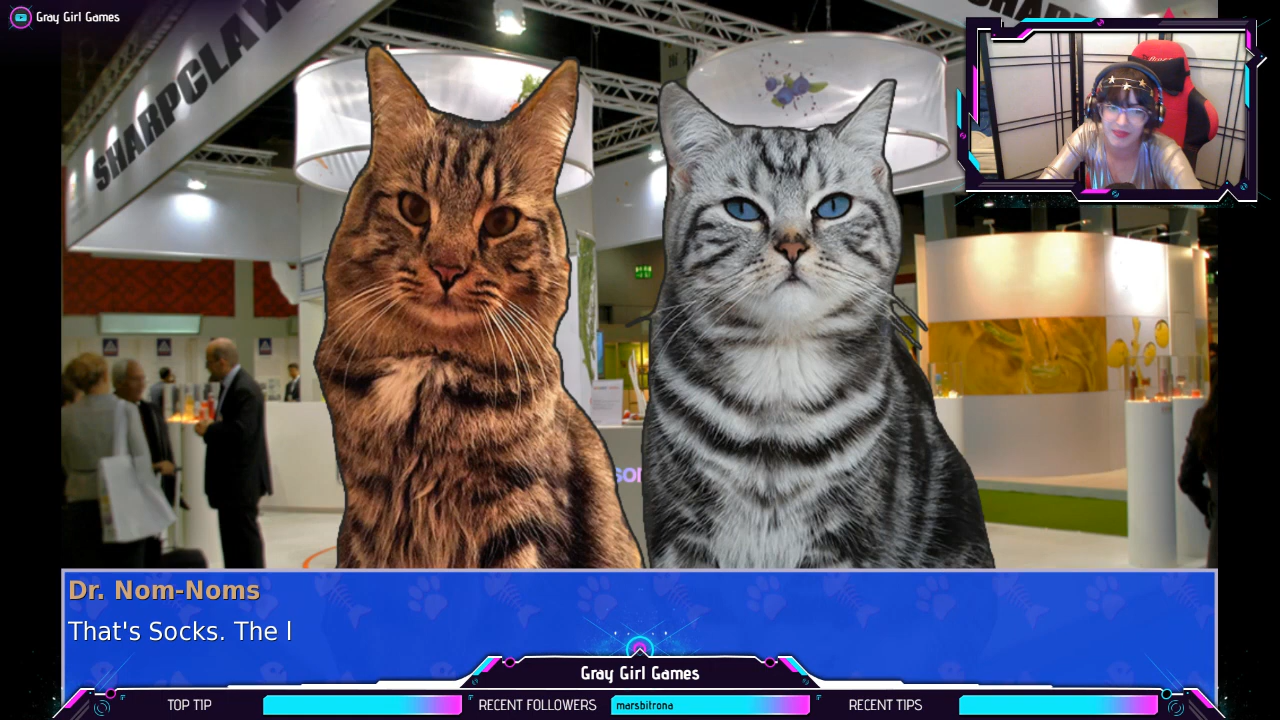 Gray Girl Games
SHARPCLAW
SHARP
Dr. Nom-Noms
That's Socks. The l
Gray Girl Games
TOP TIP
RECENT FOLLOWERS
marsbitrona
RECENT TIPS